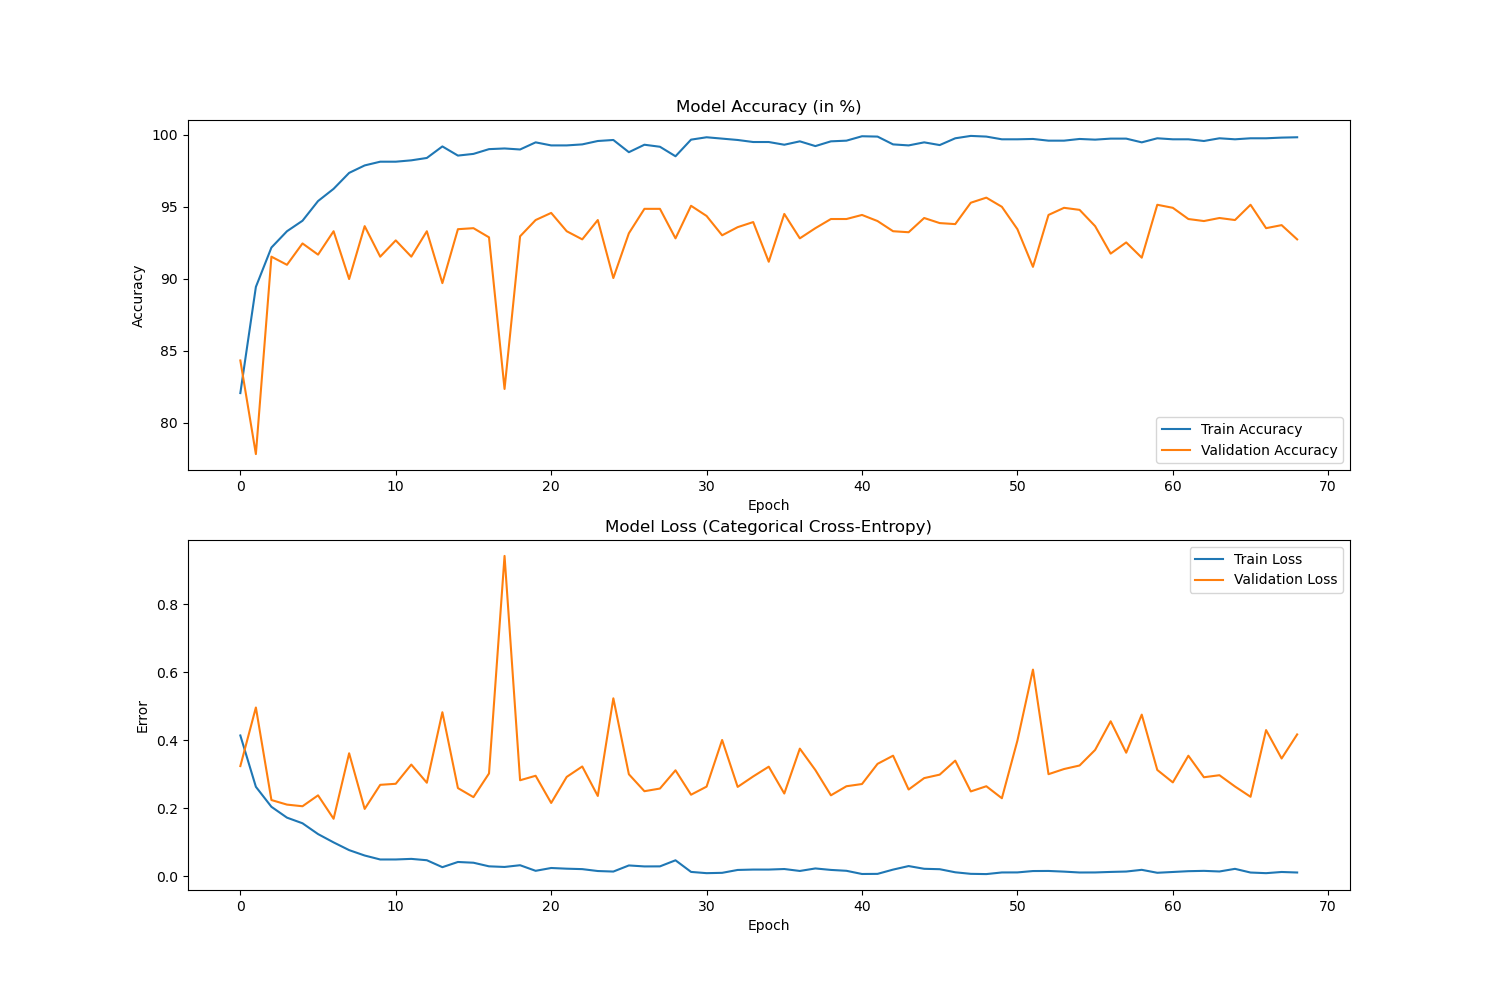 Model Accuracy (in %)
100
95
90
85
80
Accuracy
Train Accuracy
Validation Accuracy
0 10 20 30 40 50 60 70
Epoch
Model Loss (Categorical Cross-Entropy)
Train Loss
Validation Loss
0.8
0.6
0.4
0.2
0.0
Error
0 10 20 30 40 50 60 70
Epoch